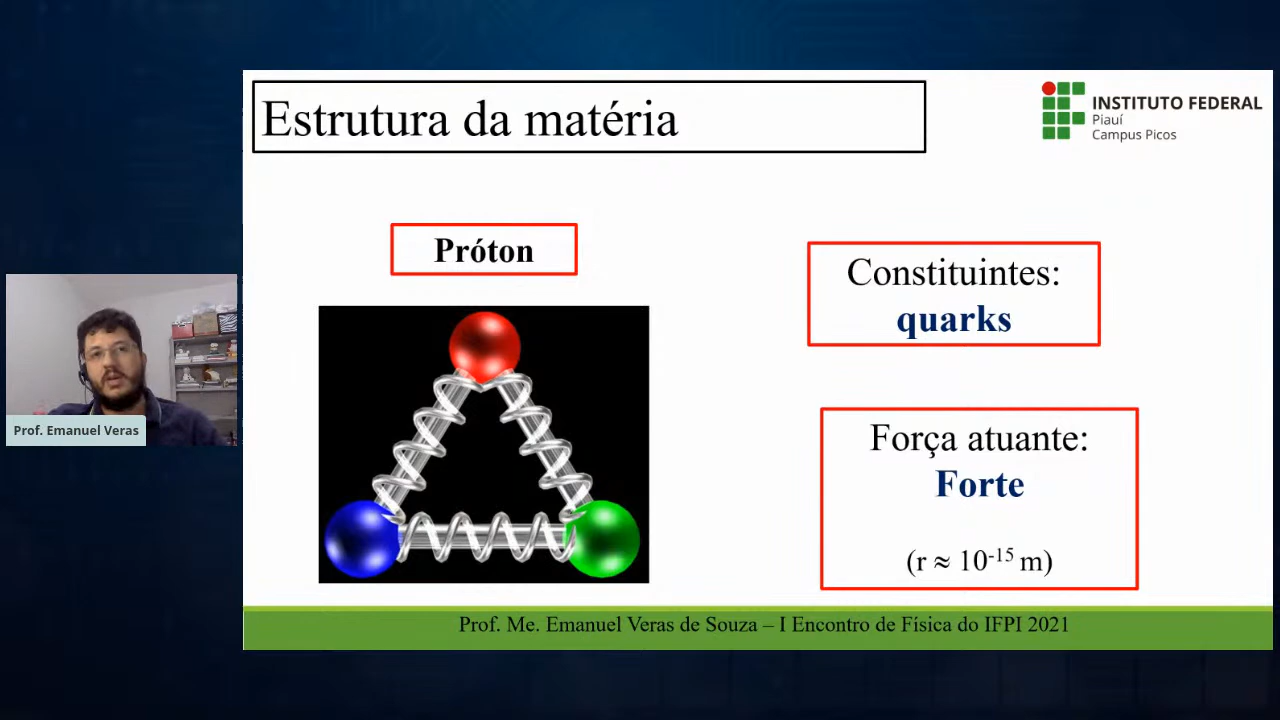 Estrutura da matéria
INSTITUTO FEDERAL
Piauí
Campus Picos
Próton
Constituintes:
quarks
Força atuante:
Forte
(r ≈ 10⁻¹⁵ m)
Prof. Emanuel Veras
Prof. Me. Emanuel Veras de Souza – I Encontro de Física do IFPI 2021